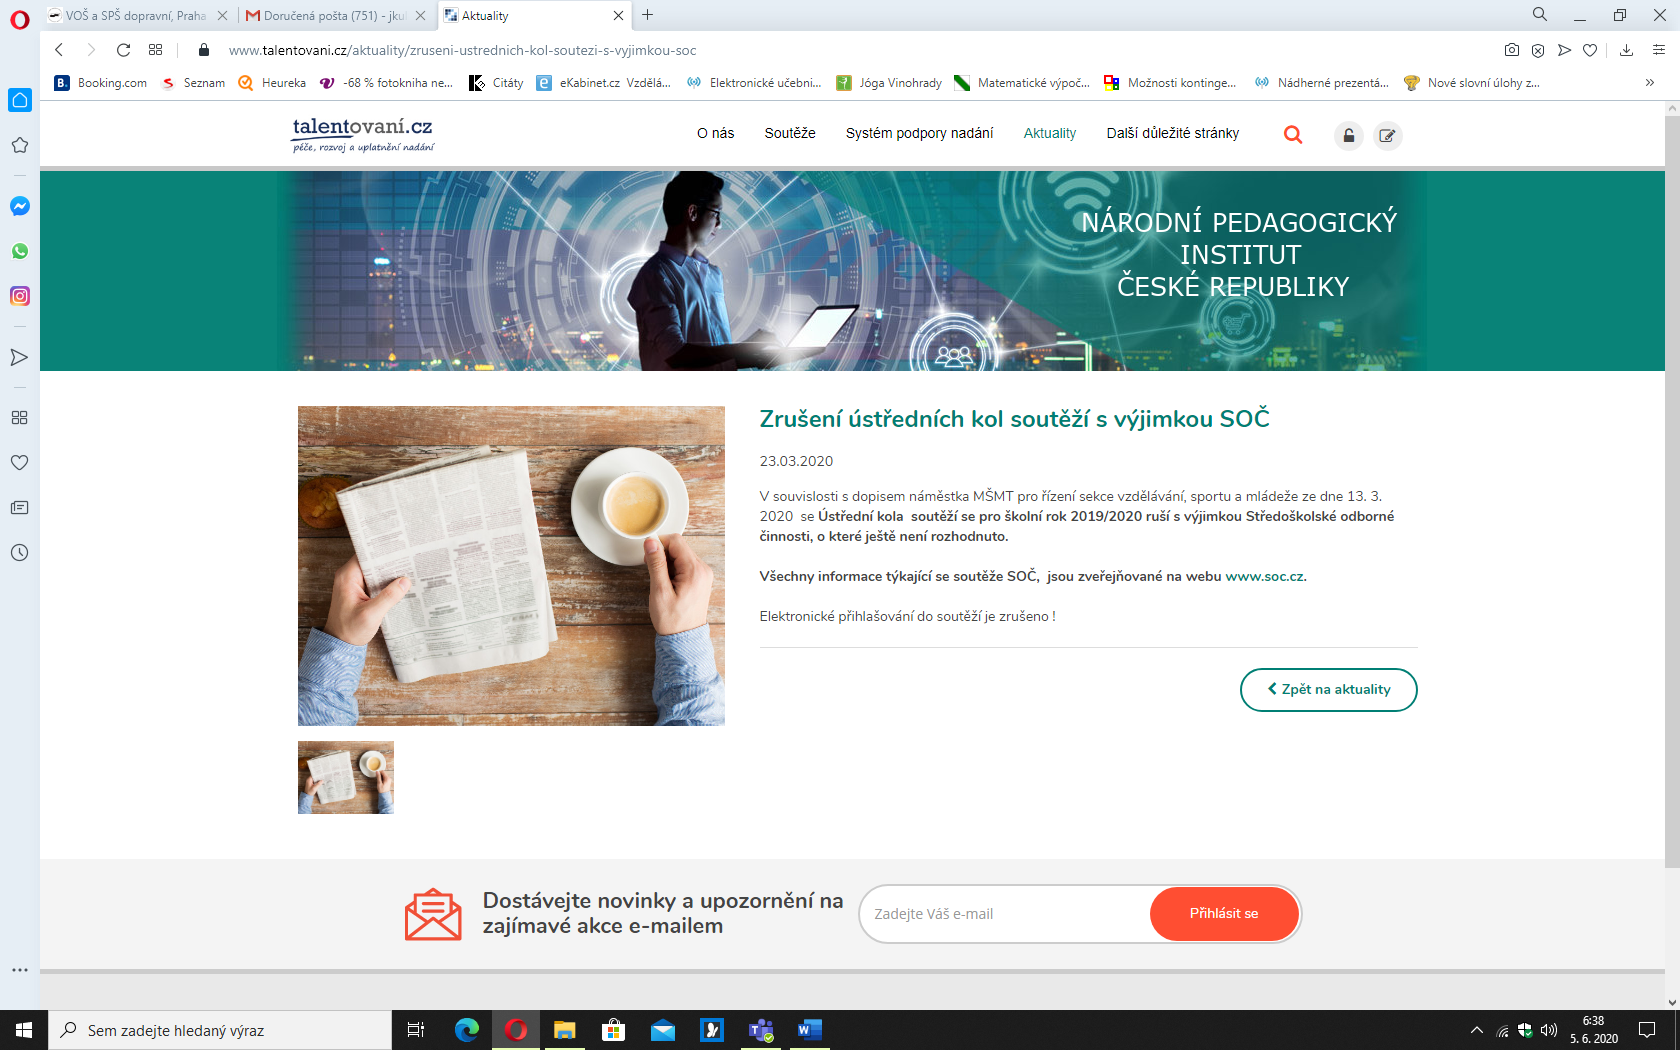 VOŠ a SPŠ dopravní, Praha
Doručená pošta (751) - jkul
Aktuality
www.talentovani.cz/aktuality/zruseni-ustrednich-kol-soutezi-s-vyjimkou-soc
Booking.com
Seznam
Heureka
-68 % fotokniha ne...
Citáty
eKabinet.cz Vzdělá...
Elektronické učebni...
Jóga Vinohrady
Matematické výpoč...
Možnosti kontinge...
Nádherné prezentá...
Nové slovní úlohy z...
talentovaní.cz
péče, rozvoj a uplatnění nadání
O nás
Soutěže
Systém podpory nadání
Aktuality
Další důležité stránky
NÁRODNÍ PEDAGOGICKÝ
INSTITUT
ČESKÉ REPUBLIKY
Zrušení ústředních kol soutěží s výjimkou SOČ
23.03.2020
V souvislosti s dopisem náměstka MŠMT pro řízení sekce vzdělávání, sportu a mládeže ze dne 13. 3.
2020 se Ústřední kola soutěží se pro školní rok 2019/2020 ruší s výjimkou Středoškolské odborné
činnosti, o které ještě není rozhodnuto.
Všechny informace týkající se soutěže SOČ, jsou zveřejňované na webu www.soc.cz.
Elektronické přihlašování do soutěží je zrušeno !
Zpět na aktuality
Dostávejte novinky a upozornění na
zajímavé akce e-mailem
Zadejte Váš e-mail
Přihlásit se
Sem zadejte hledaný výraz
6:38
5. 6. 2020